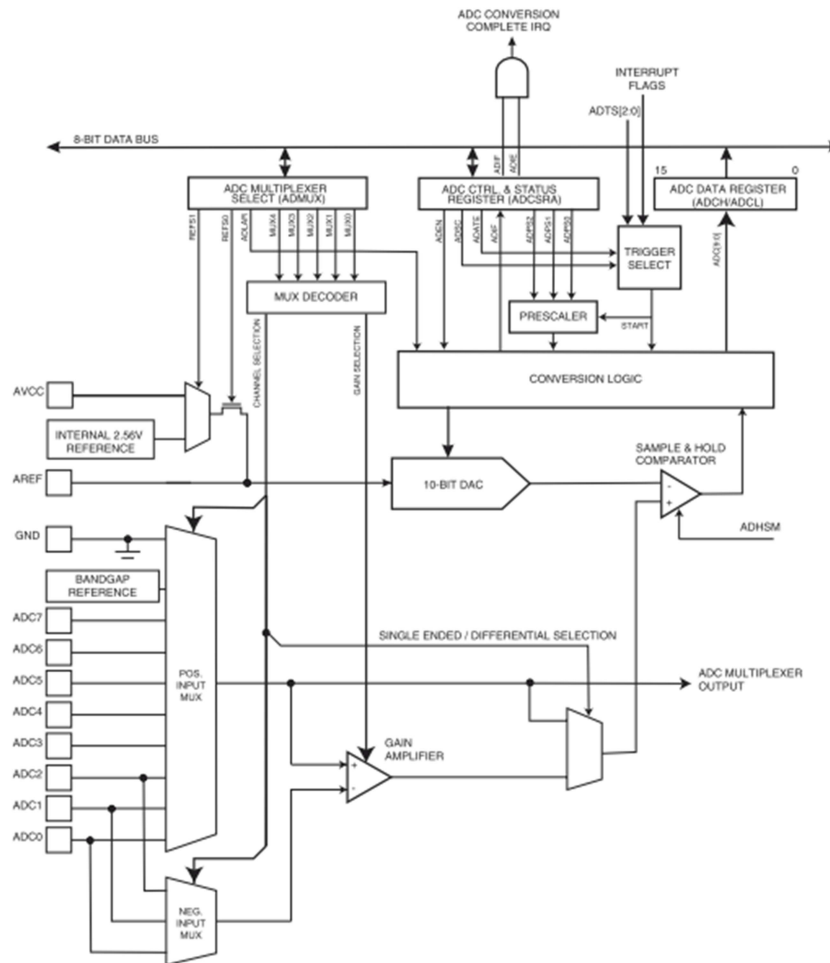 ADC CONVERSION
COMPLETE IRQ
INTERRUPT
FLAGS
ADTS[2:0]
8-BIT DATA BUS
ADIF
ADIE
15
0
ADC MULTIPLEXER
SELECT (ADMUX)
ADC CTRL. & STATUS
REGISTER (ADCSRA)
ADC DATA REGISTER
(ADCH/ADCL)
REFS1
REFS0
ADLAR
MUX4
MUX3
MUX2
MUX1
MUX0
ADEN
ADSC
ADATE
ADIF
ADPS2
ADPS1
ADPS0
ADC[9:0]
TRIGGER
SELECT
MUX DECODER
PRESCALER
START
CHANNEL SELECTION
GAIN SELECTION
CONVERSION LOGIC
AVCC
INTERNAL 2.56V
REFERENCE
SAMPLE & HOLD
COMPARATOR
AREF
10-BIT DAC
-
+
GND
ADHSM
BANDGAP
REFERENCE
ADC7
SINGLE ENDED / DIFFERENTIAL SELECTION
ADC6
ADC5
POS.
INPUT
MUX
ADC MULTIPLEXER
OUTPUT
ADC4
ADC3
GAIN
AMPLIFIER
+
-
ADC2
ADC1
ADC0
NEG.
INPUT
MUX